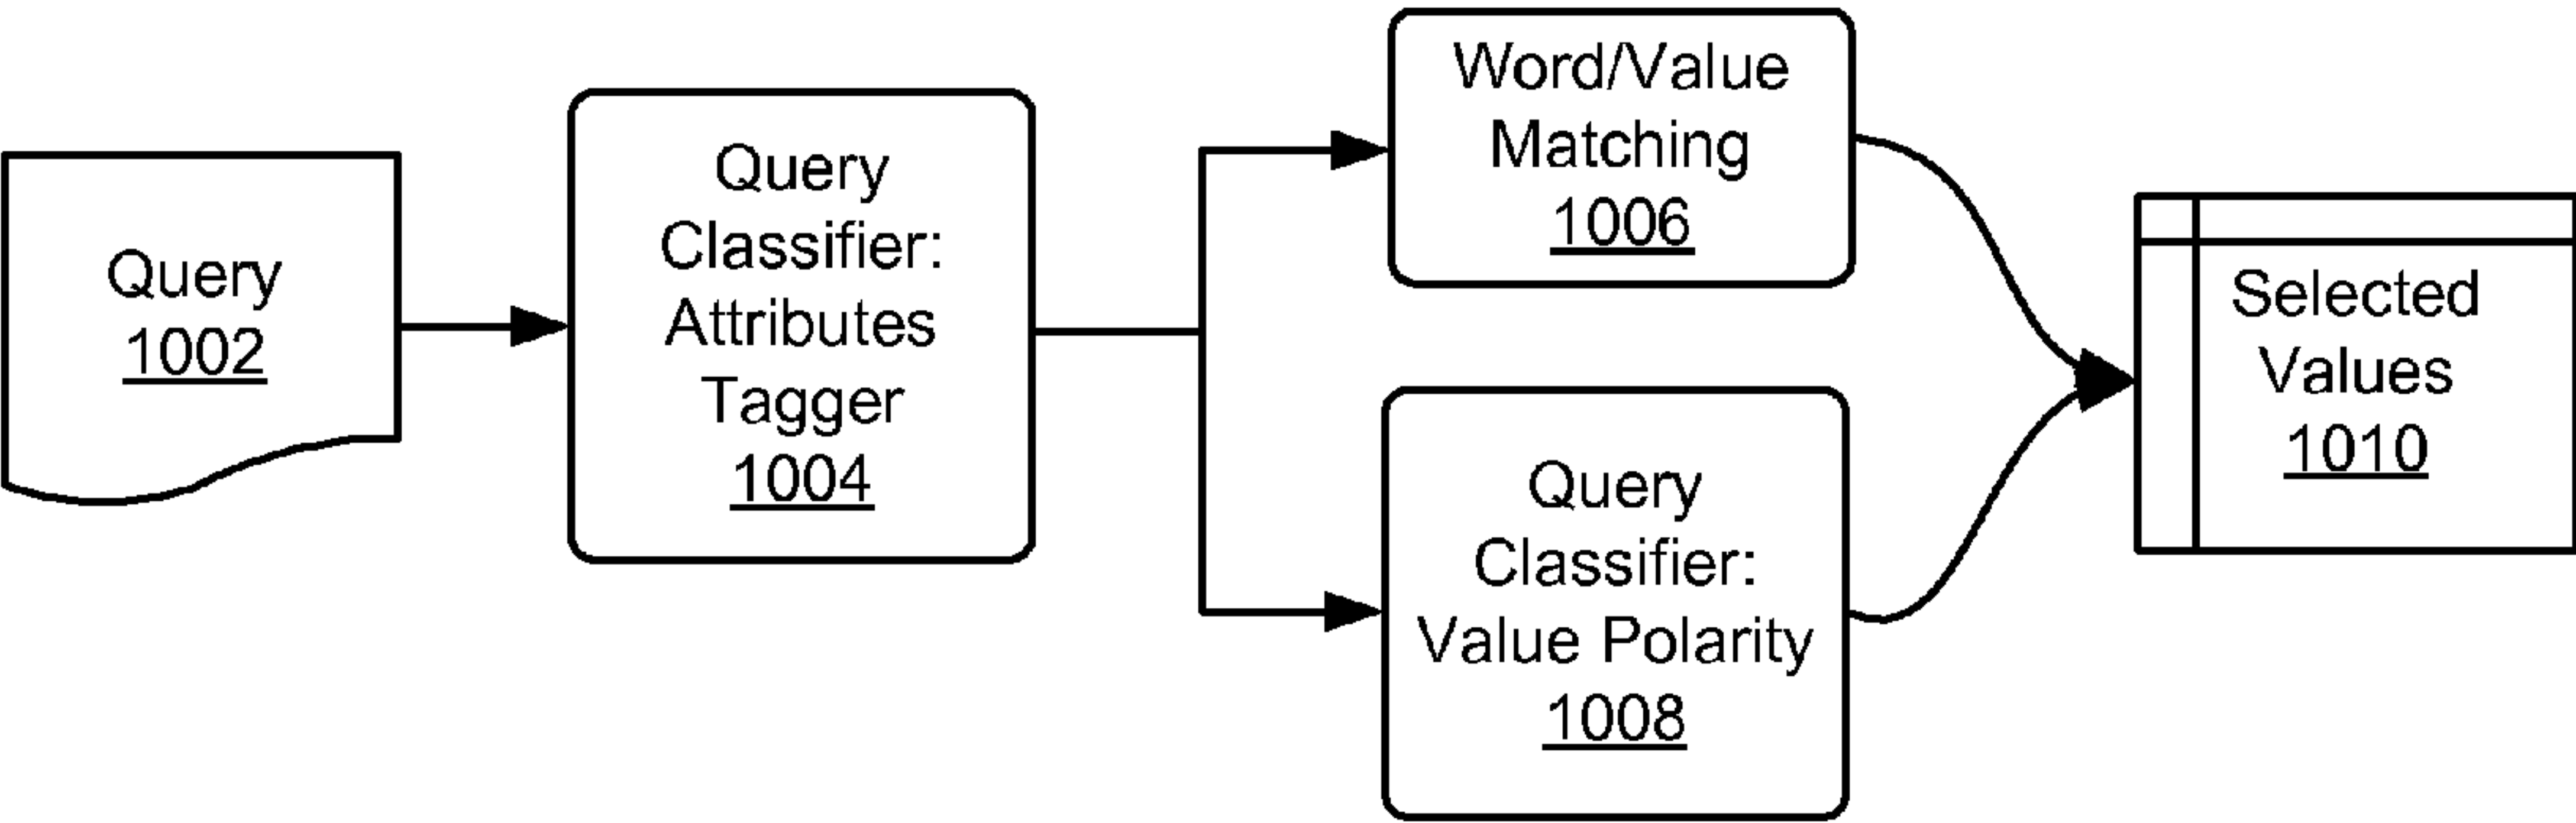 Query
1002
Query
Classifier:
Attributes
Tagger
1004
Word/Value
Matching
1006
Query
Classifier:
Value Polarity
1008
Selected
Values
1010